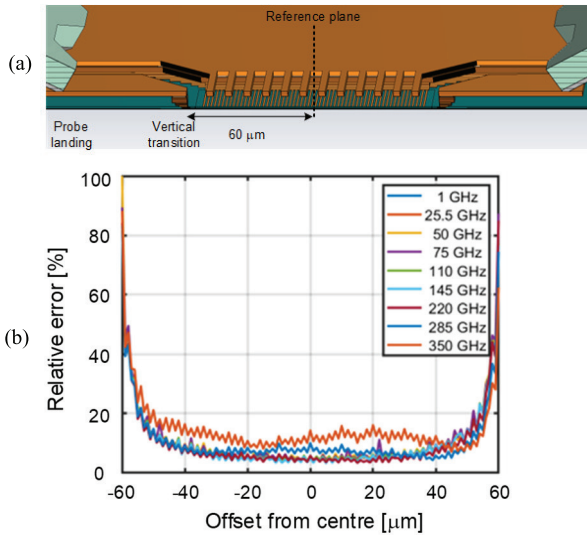 Reference plane
(a)
Probe
landing
Vertical
transition
60 μm
(b)
Relative error [%]
100
80
60
40
20
0
1 GHz
25.5 GHz
50 GHz
75 GHz
110 GHz
145 GHz
220 GHz
285 GHz
350 GHz
-60 -40 -20 0 20 40 60
Offset from centre [μm]